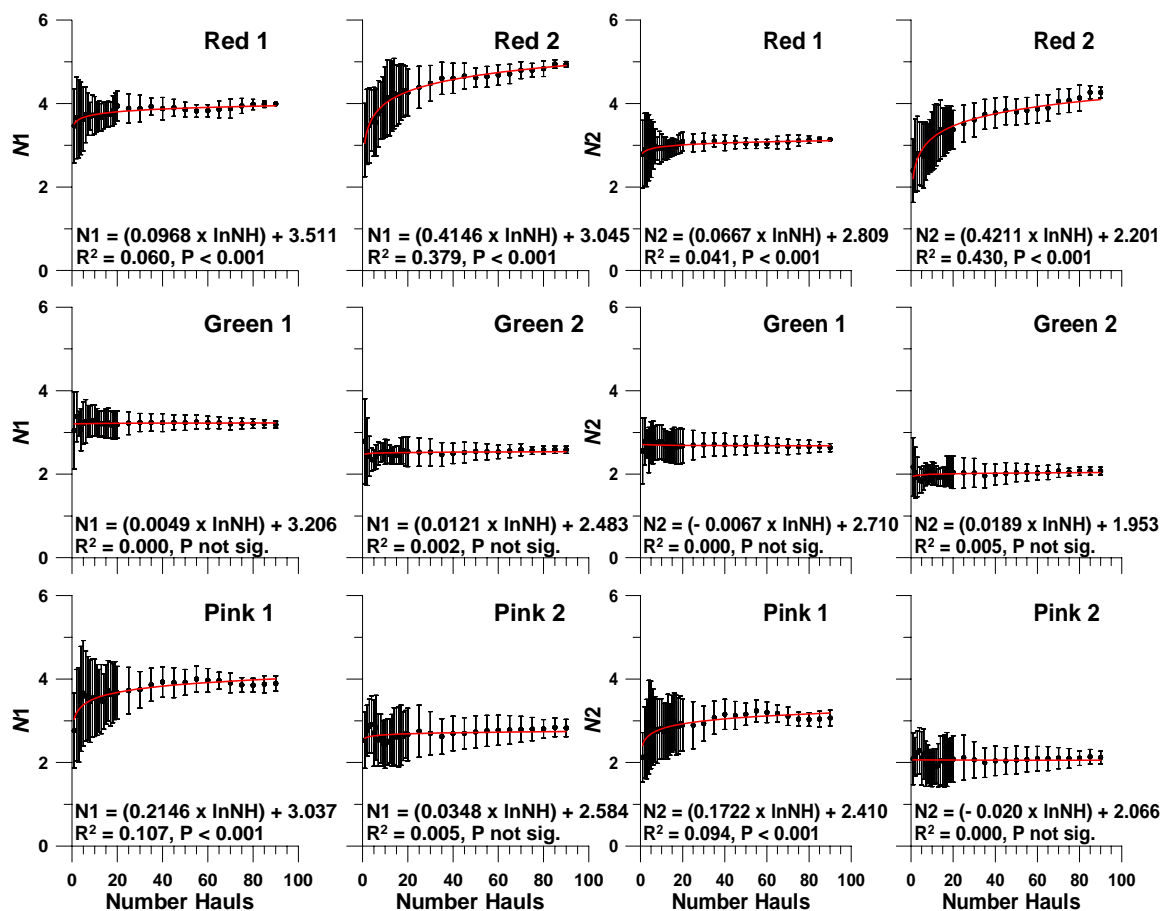 6
Red 1
Red 2
6
Red 1
Red 2
4
4
N1
N2
2
2
N1 = (0.0968 x lnNH) + 3.511
N1 = (0.4146 x lnNH) + 3.045
N2 = (0.0667 x lnNH) + 2.809
N2 = (0.4211 x lnNH) + 2.201
R² = 0.060, P < 0.001
R² = 0.379, P < 0.001
R² = 0.041, P < 0.001
R² = 0.430, P < 0.001
0
0
6
Green 1
Green 2
6
Green 1
Green 2
4
4
N1
N2
2
2
N1 = (0.0049 x lnNH) + 3.206
N1 = (0.0121 x lnNH) + 2.483
N2 = (- 0.0067 x lnNH) + 2.710
N2 = (0.0189 x lnNH) + 1.953
R² = 0.000, P not sig.
R² = 0.002, P not sig.
R² = 0.000, P not sig.
R² = 0.005, P not sig.
0
0
6
Pink 1
Pink 2
6
Pink 1
Pink 2
4
4
N1
N2
2
2
N1 = (0.2146 x lnNH) + 3.037
N1 = (0.0348 x lnNH) + 2.584
N2 = (0.1722 x lnNH) + 2.410
N2 = (- 0.020 x lnNH) + 2.066
R² = 0.107, P < 0.001
R² = 0.005, P not sig.
R² = 0.094, P < 0.001
R² = 0.000, P not sig.
0
0
0 20 40 60 80 100
0 20 40 60 80 100
0 20 40 60 80 100
0 20 40 60 80 100
Number Hauls
Number Hauls
Number Hauls
Number Hauls